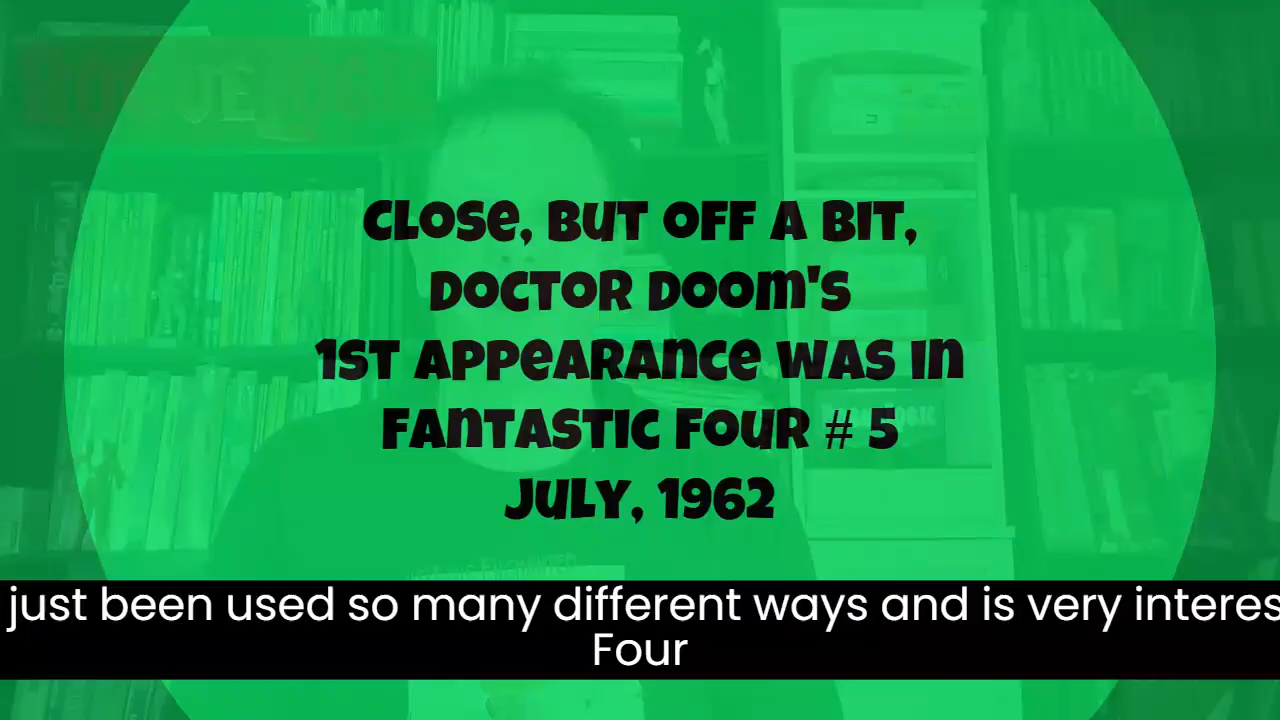 CLOSE, BUT OFF A BIT,
DOCTOR DOOM'S
1ST APPEARANCE WAS IN
FANTASTIC FOUR # 5
JULY, 1962
just been used so many different ways and is very interes
Four